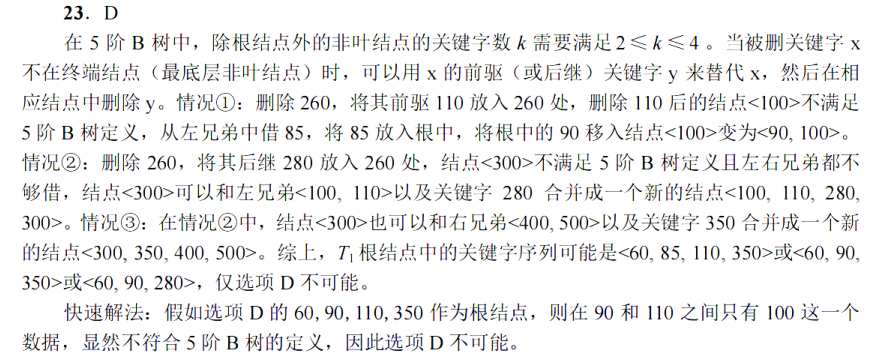 23. D
在 5 阶 B 树中，除根结点外的非叶结点的关键字数 k 需要满足2≤k≤4。当被删关键字 x
不在终端结点（最底层非叶结点）时，可以用 x 的前驱（或后继）关键字 y 来替代 x，然后在相
应结点中删除 y。情况①：删除 260，将其前驱 110 放入 260 处，删除 110 后的结点<100>不满足
5 阶 B 树定义，从左兄弟中借 85，将 85 放入根中，将根中的 90 移入结点<100>变为<90, 100>。
情况②：删除 260，将其后继 280 放入 260 处，结点<300>不满足 5 阶 B 树定义且左右兄弟都不
够借，结点<300>可以和左兄弟<100, 110>以及关键字 280 合并成一个新的结点<100, 110, 280,
300>。情况③：在情况②中，结点<300>也可以和右兄弟<400, 500>以及关键字 350 合并成一个新
的结点<300, 350, 400, 500>。综上，T₁根结点中的关键字序列可能是<60, 85, 110, 350>或<60, 90,
350>或<60, 90, 280>，仅选项 D 不可能。
快速解法：假如选项 D 的 60, 90, 110, 350 作为根结点，则在 90 和 110 之间只有 100 这一个
数据，显然不符合 5 阶 B 树的定义，因此选项 D 不可能。